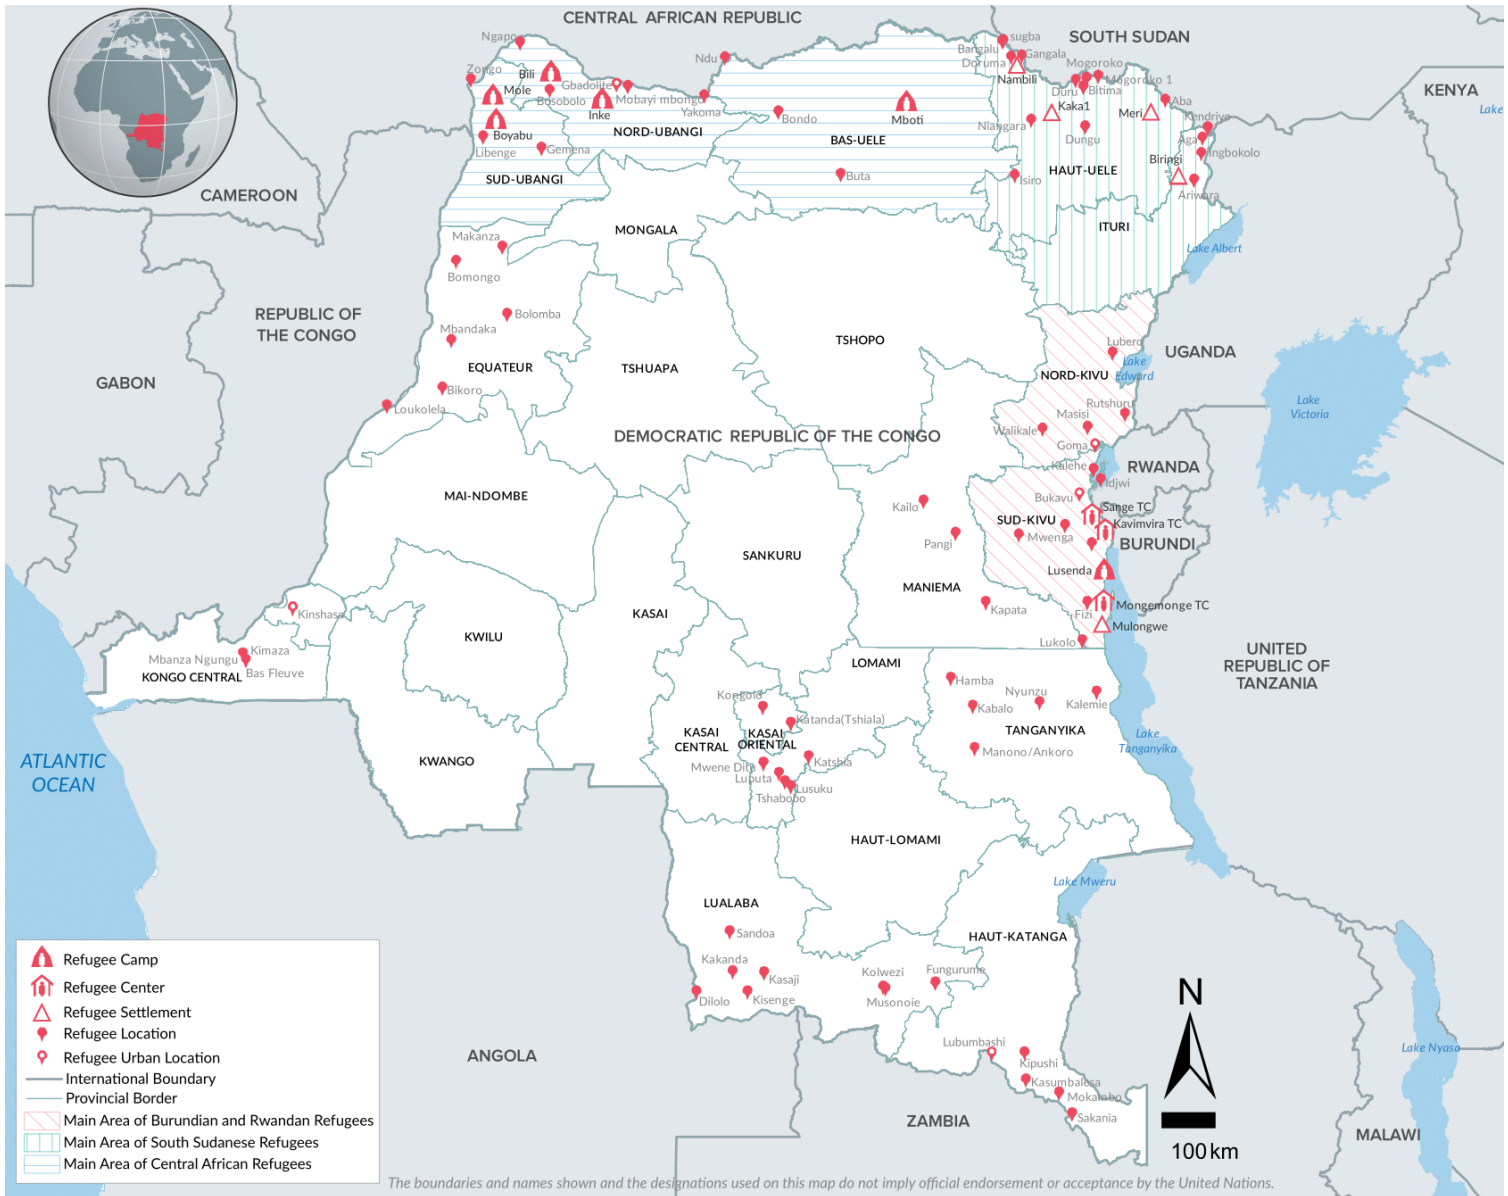 CENTRAL AFRICAN REPUBLIC
SOUTH SUDAN
KENYA
Lake
CAMEROON
REPUBLIC OF
THE CONGO
GABON
UGANDA
RWANDA
BURUNDI
UNITED
REPUBLIC OF
TANZANIA
ATLANTIC
OCEAN
ANGOLA
ZAMBIA
MALAWI
DEMOCRATIC REPUBLIC OF THE CONGO
Ngapo
Zongo
Bili
Mole
Bosobolo
Gbadolite
Mobayi mbongo
Inke
Boyabu
Libenge
Gemena
NORD-UBANGI
SUD-UBANGI
Yakoma
Ndu
Bondo
BAS-UELE
Mboti
Buta
sugba
Bangalu
Gangala
Doruma
Nambili
Mogoroko
Mogoroko 1
Duru
Bitima
Kaka1
Meri
Aba
Kendriya
Niangara
Dungu
Aga
Ingbokolo
Biringi
HAUT-UELE
Isiro
Ariwara
ITURI
Lake Albert
MONGALA
Makanza
Bomongo
Bolomba
Mbandaka
EQUATEUR
Bikoro
Loukolela
TSHUAPA
TSHOPO
Lubero
Lake
Edward
NORD-KIVU
Rutshuru
Masisi
Walikale
Goma
Kalehe
Idjwi
Lake
Victoria
MAI-NDOMBE
Bukavu
Sange TC
Kavimvira TC
SUD-KIVU
Mwenga
Lusenda
Mongemonge TC
Fizi
Mulongwe
Lukolo
Kailo
Pangi
MANIEMA
Kapata
SANKURU
KASAI
KWILU
Kinshasa
Kimaza
Mbanza Ngungu
Bas Fleuve
KONGO CENTRAL
KWANGO
LOMAMI
Kongolo
Katanda(Tshiala)
KASAI
CENTRAL
KASAI
ORIENTAL
Mwene Ditu
Katshia
Luputa
Lusuku
Tshabobo
Hamba
Nyunzu
Kabalo
Kalemie
TANGANYIKA
Manono/Ankoro
Lake
Tanganyika
HAUT-LOMAMI
Lake Mweru
LUALABA
Sandoa
Kakanda
Kasaji
Dilolo
Kisenge
HAUT-KATANGA
Kolwezi
Fungurume
Musonoie
Lubumbashi
Kipushi
Kasumbalesa
Mokambo
Sakania
Lake Nyasa
Refugee Camp
Refugee Center
Refugee Settlement
Refugee Location
Refugee Urban Location
International Boundary
Provincial Border
Main Area of Burundian and Rwandan Refugees
Main Area of South Sudanese Refugees
Main Area of Central African Refugees
N
100 km
The boundaries and names shown and the designations used on this map do not imply official endorsement or acceptance by the United Nations.